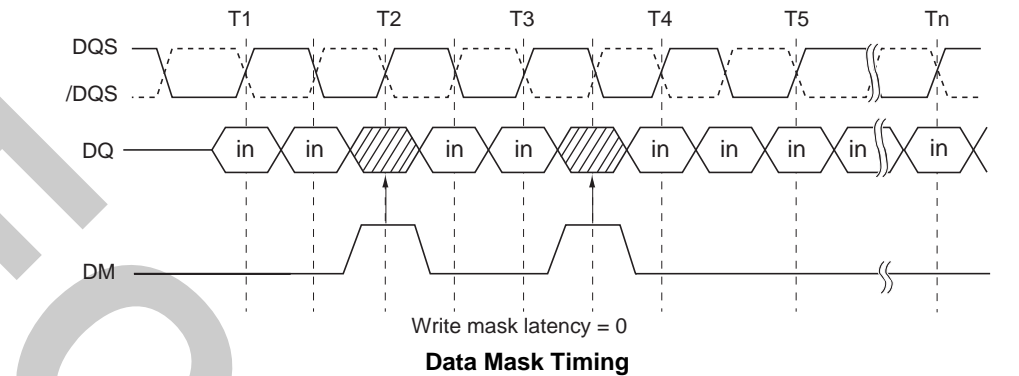 T1 T2 T3 T4 T5 Tn
DQS
/DQS
DQ in in in in in in in in in
DM
Write mask latency = 0
Data Mask Timing